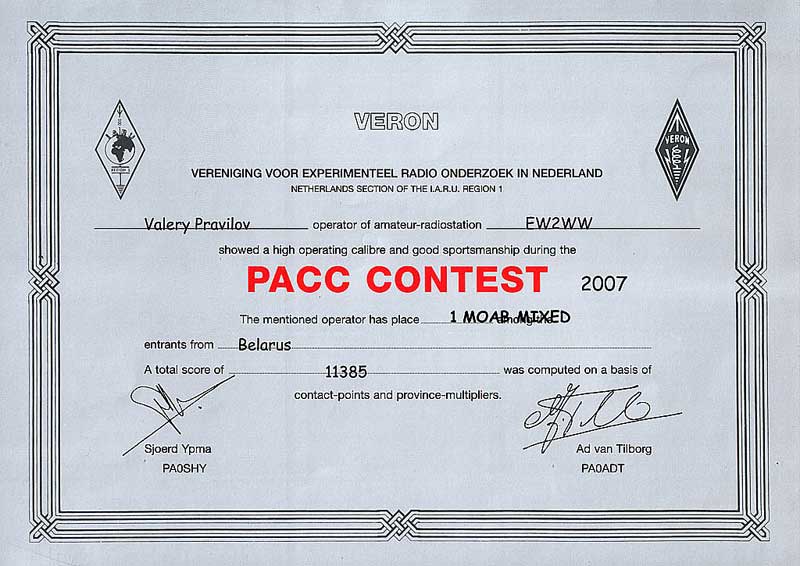 VERON
VERON
VERENIGING VOOR EXPERIMENTEEL RADIO ONDERZOEK IN NEDERLAND
NETHERLANDS SECTION OF THE I.A.R.U. REGION 1
Valery Pravilov operator of amateur-radiostation EW2WW
showed a high operating calibre and good sportsmanship during the
PACC CONTEST 2007
The mentioned operator has place 1 MOAB MIXED among the
entrants from Belarus
A total score of 11385 was computed on a basis of
contact-points and province-multipliers.
Sjoerd Ypma Ad van Tilborg
PA0SHY PA0ADT